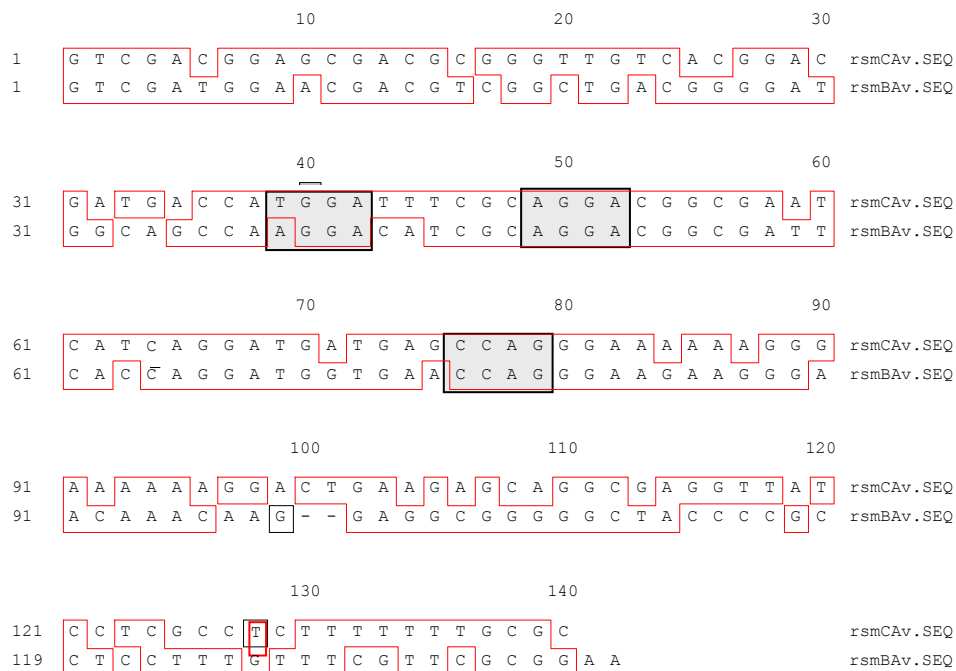 10 20 30
1 G T C G A C G G A G C G A C G C G G G T T G T C A C G G A C rsmCAv.SEQ
1 G T C G A T G G A A C G A C G T C G G C T G A C G G G G A T rsmBAv.SEQ
40 50 60
31 G A T G A C C A T G G A T T T C G C A G G A C G G C G A A T rsmCAv.SEQ
31 G G C A G C C A A G G A C A T C G C A G G A C G G C G A T T rsmBAv.SEQ
70 80 90
61 C A T C A G G A T G A T G A G C C A G G G A A A A A A G G G rsmCAv.SEQ
61 C A C C A G G A T G G T G A A C C A G G G A A G A A G G G A rsmBAv.SEQ
100 110 120
91 A A A A A A G G A C T G A A G A G C A G G C G A G G T T A T rsmCAv.SEQ
91 A C A A A C A A G - - G A G G C G G G G G C T A C C C C G C rsmBAv.SEQ
130 140
121 C C T C G C C T C T T T T T T T G C G C rsmCAv.SEQ
119 C T C C T T T G T T T C G T T C G C G G A A rsmBAv.SEQ